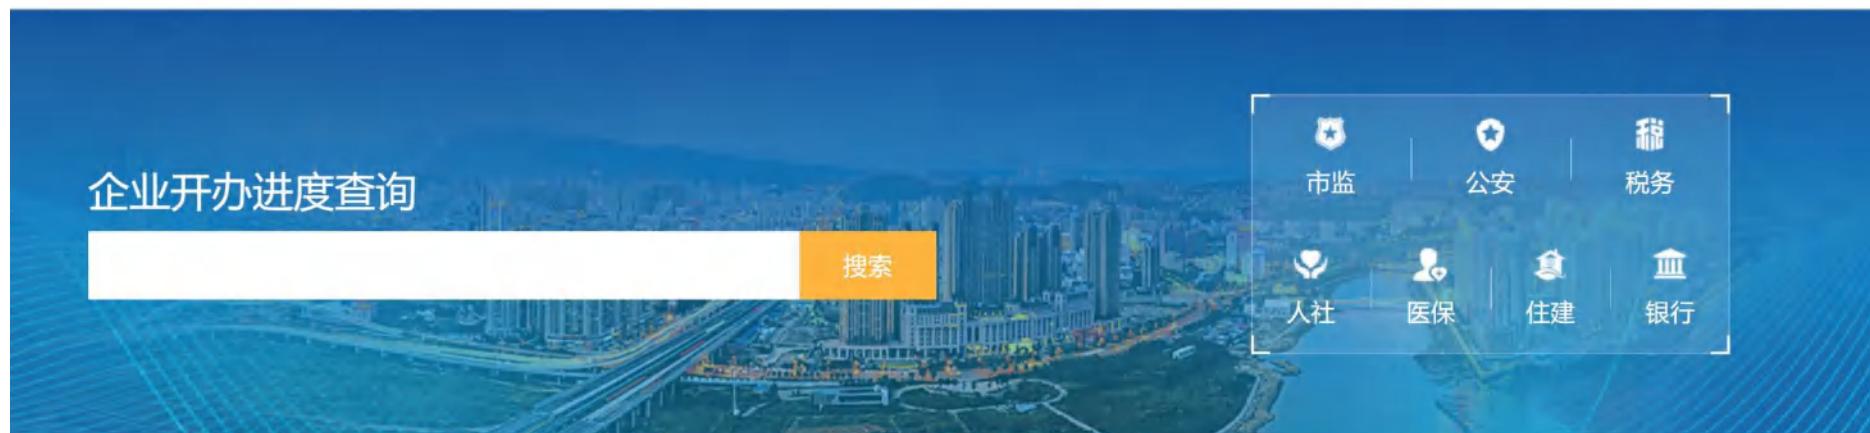 企业开办进度查询
搜索
市监 公安 税务
人社 医保 住建 银行